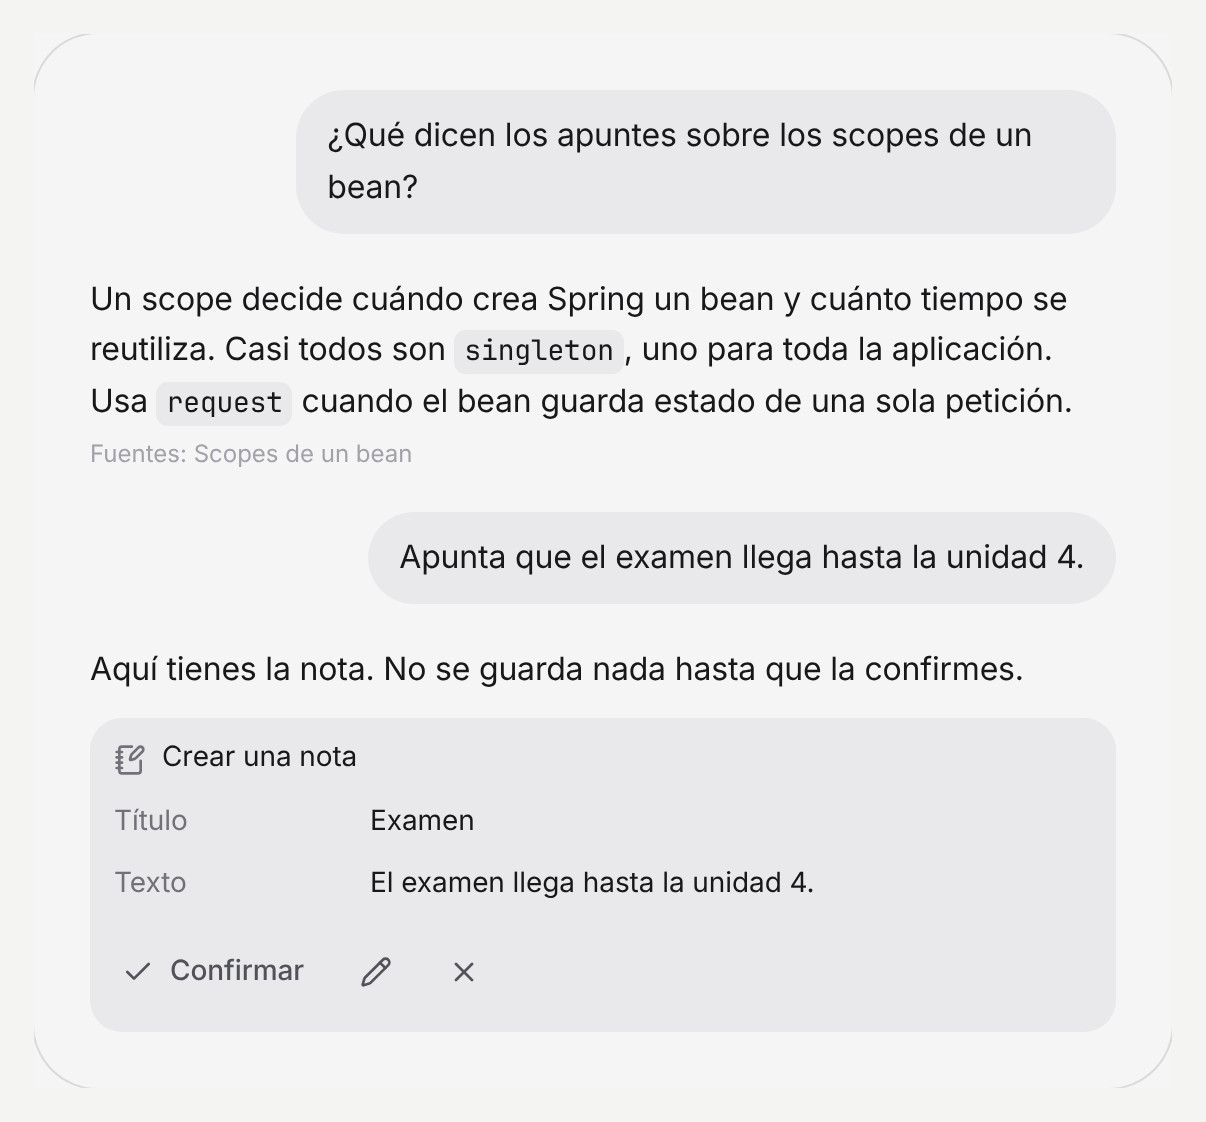 ¿Qué dicen los apuntes sobre los scopes de un
bean?
Un scope decide cuándo crea Spring un bean y cuánto tiempo se
reutiliza. Casi todos son singleton, uno para toda la aplicación.
Usa request cuando el bean guarda estado de una sola petición.
Fuentes: Scopes de un bean
Apunta que el examen llega hasta la unidad 4.
Aquí tienes la nota. No se guarda nada hasta que la confirmes.
Crear una nota
Título Examen
Texto El examen llega hasta la unidad 4.
Confirmar